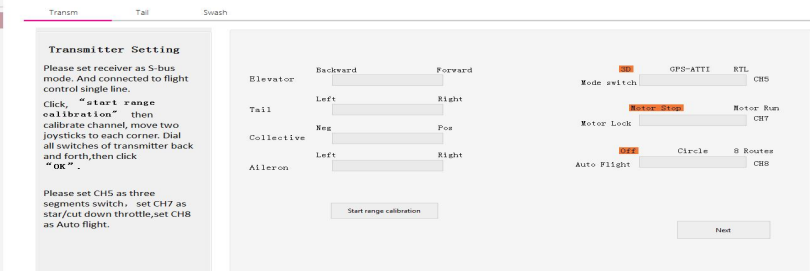 Transm Tail Swash
Transmitter Setting
Please set receiver as S-bus
mode. And connected to flight
control single line.
Click, “start range
calibration” then
calibrate channel, move two
joysticks to each corner. Dial
all switches of transmitter back
and forth,then click
“OK”.
Please set CH5 as three
segments switch, set CH7 as
star/cut down throttle,set CH8
as Auto flight.
Backward Forward
Elevator
Left Right
Tail
Neg Pos
Collective
Left Right
Aileron
Start range calibration
3D GPS-ATTI RTL
Mode switch CH5
Motor Stop Motor Run
Motor Lock CH7
Off Circle 8 Routes
Auto Flight CH8
Next